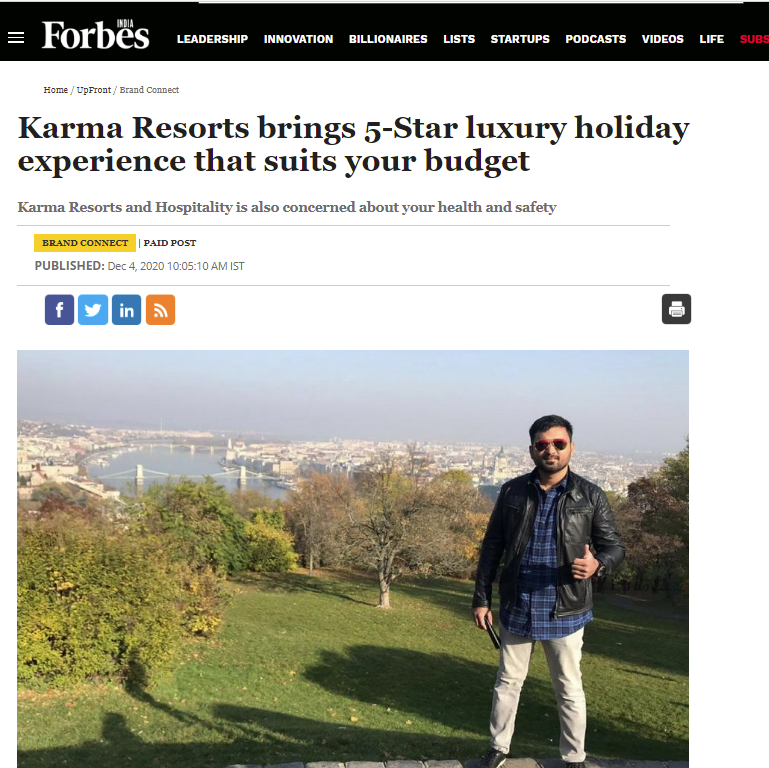 INDIA
Forbes
LEADERSHIP INNOVATION BILLIONAIRES LISTS STARTUPS PODCASTS VIDEOS LIFE SUBS
Home / UpFront / Brand Connect
Karma Resorts brings 5-Star luxury holiday
experience that suits your budget
Karma Resorts and Hospitality is also concerned about your health and safety
BRAND CONNECT | PAID POST
PUBLISHED: Dec 4, 2020 10:05:10 AM IST
f in